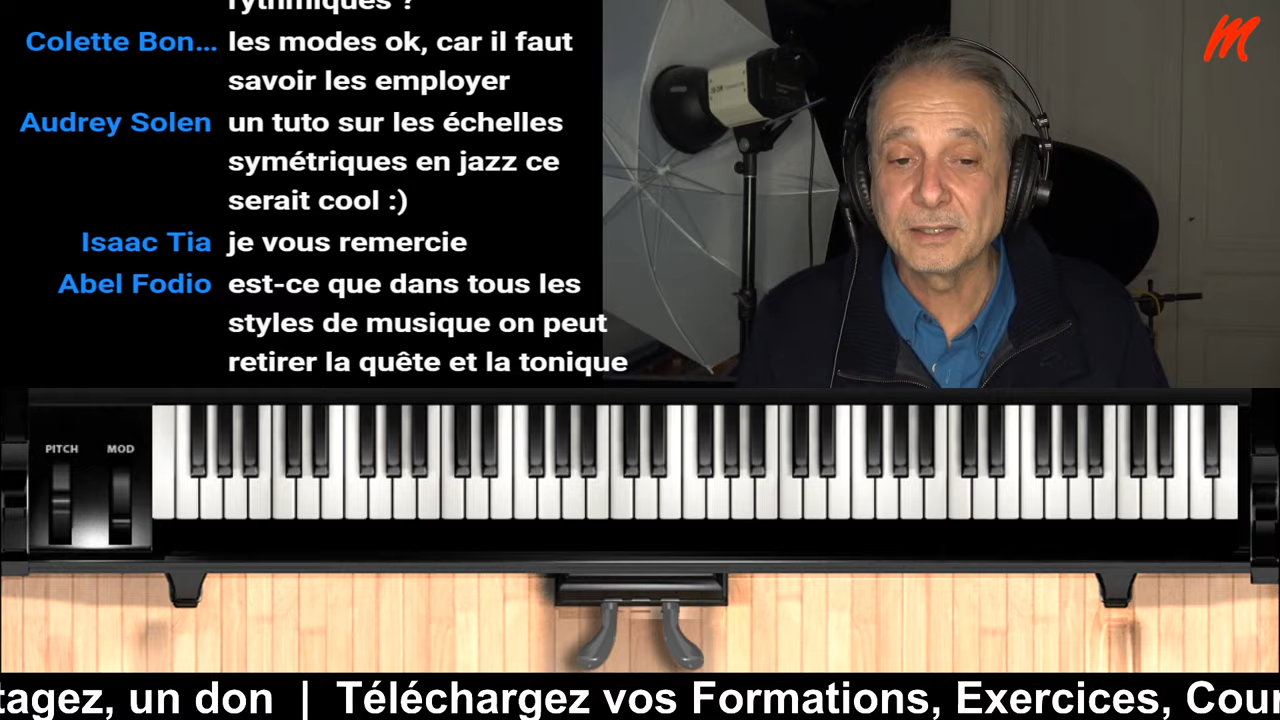 rythmiques ?
Colette Bon... les modes ok, car il faut
savoir les employer
Audrey Solen un tuto sur les échelles
symétriques en jazz ce
serait cool :)
Isaac Tia je vous remercie
Abel Fodio est-ce que dans tous les
styles de musique on peut
retirer la quête et la tonique
M
PITCH MOD
tagez, un don | Téléchargez vos Formations, Exercices, Cour